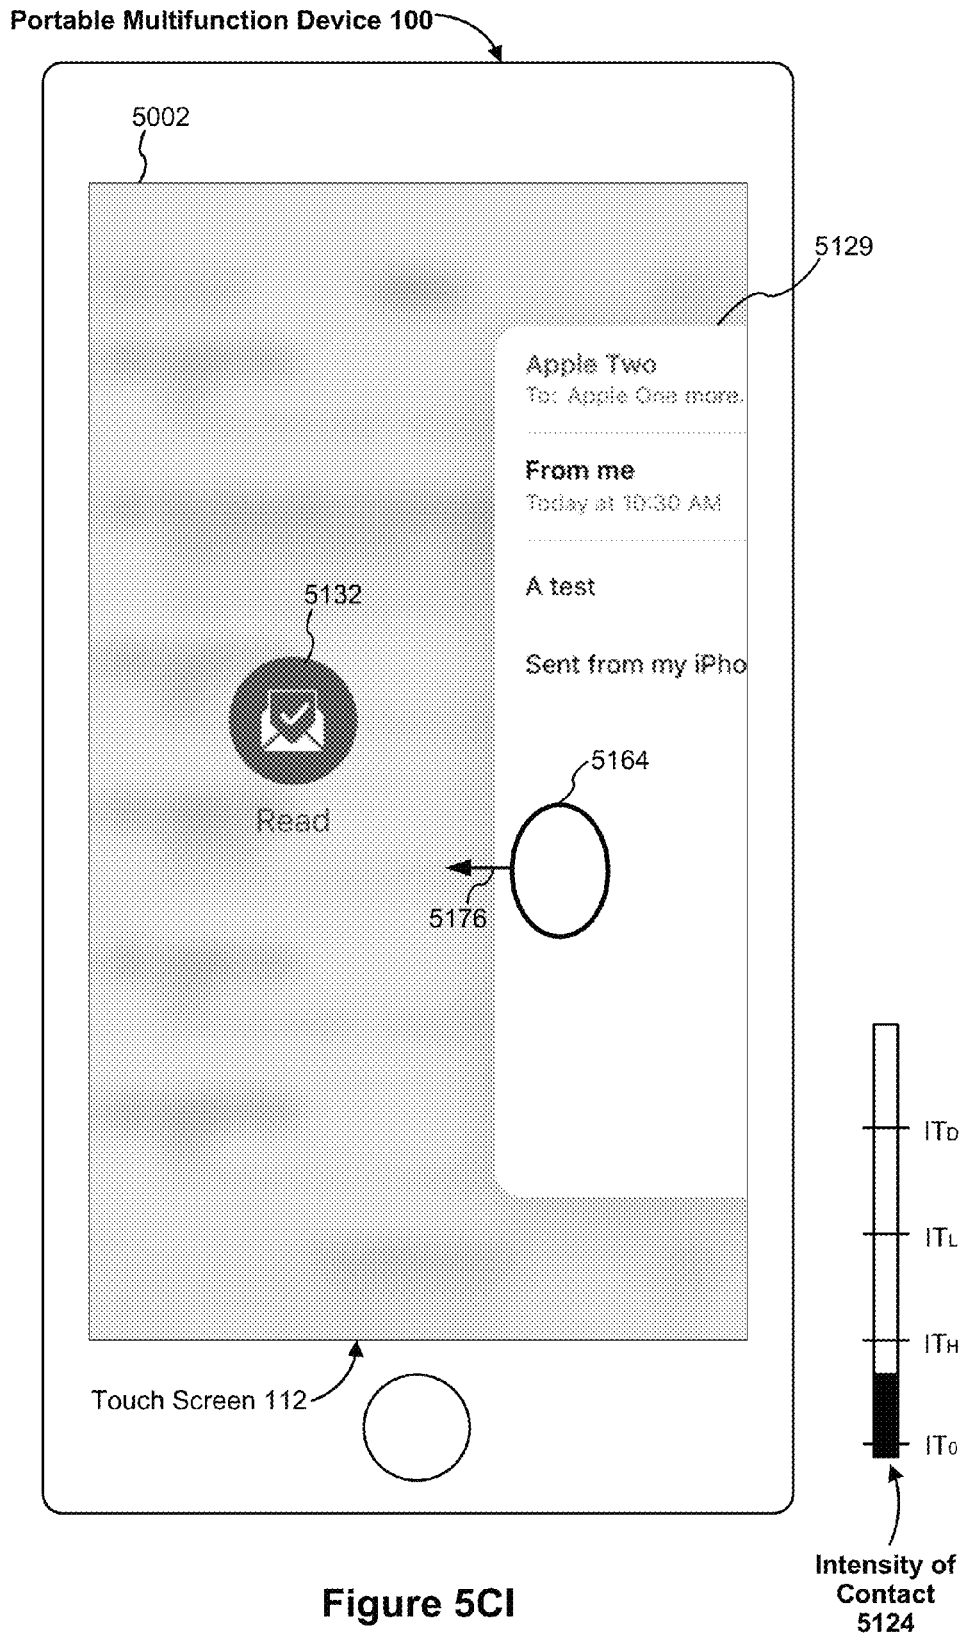 Portable Multifunction Device 100
5002
5129
Apple Two
To: Apple One more.
From me
Today at 10:30 AM
A test
5132
Sent from my iPho
5164
Read
5176
ITD
ITL
ITH
Touch Screen 112
IT0
Intensity of
Contact
5124
Figure 5CI